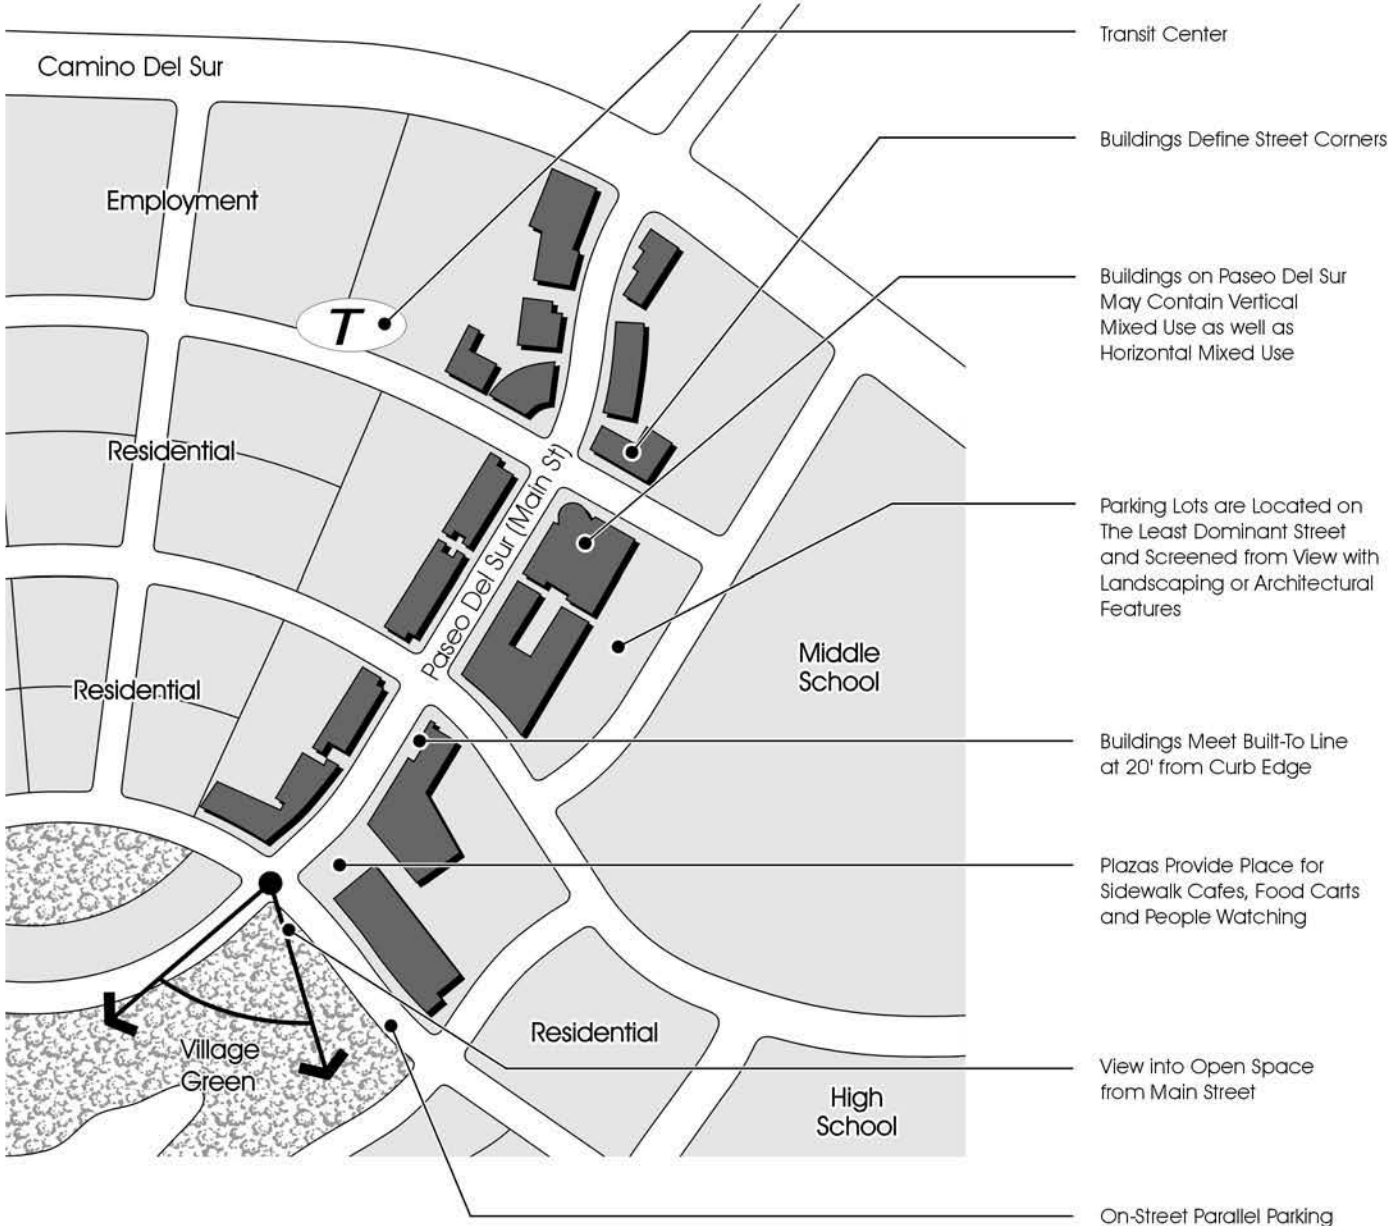 Camino Del Sur
Employment
T
Residential
Residential
Paseo Del Sur (Main St)
Middle
School
Residential
Village
Green
High
School
Transit Center
Buildings Define Street Corners
Buildings on Paseo Del Sur
May Contain Vertical
Mixed Use as well as
Horizontal Mixed Use
Parking Lots are Located on
The Least Dominant Street
and Screened from View with
Landscaping or Architectural
Features
Buildings Meet Built-To Line
at 20' from Curb Edge
Plazas Provide Place for
Sidewalk Cafes, Food Carts
and People Watching
View into Open Space
from Main Street
On-Street Parallel Parking